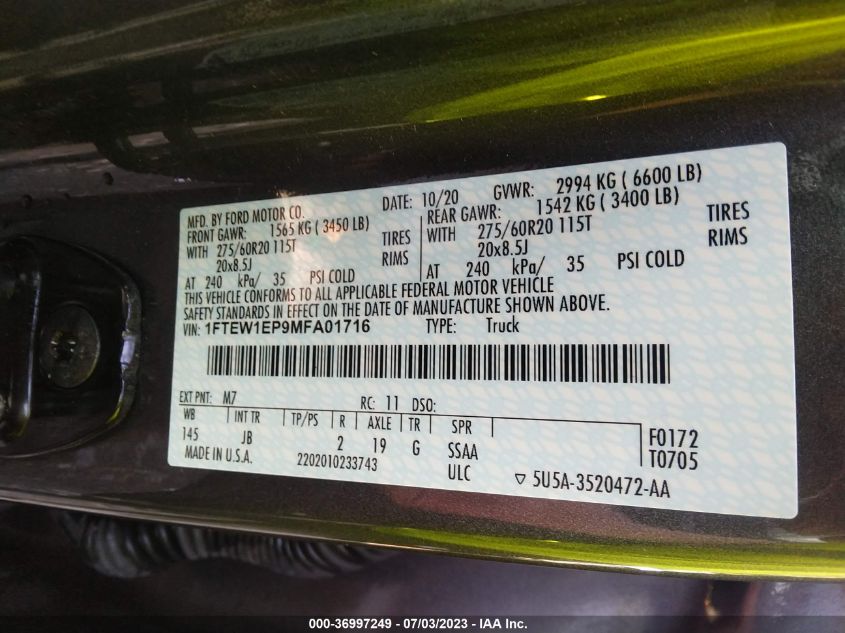 MFD. BY FORD MOTOR CO.
DATE: 10/20 GVWR: 2994 KG ( 6600 LB)
FRONT GAWR: 1565 KG ( 3450 LB) REAR GAWR: 1542 KG ( 3400 LB)
WITH 275/60R20 115T TIRES WITH 275/60R20 115T TIRES
20x8.5J RIMS 20x8.5J RIMS
AT 240 kPa/ 35 PSI COLD AT 240 kPa/ 35 PSI COLD
THIS VEHICLE CONFORMS TO ALL APPLICABLE FEDERAL MOTOR VEHICLE
SAFETY STANDARDS IN EFFECT ON THE DATE OF MANUFACTURE SHOWN ABOVE.
VIN: 1FTEW1EP9MFA01716 TYPE: Truck
EXT PNT: M7 RC: 11 DSO:
WB INT TR TP/PS R AXLE TR SPR
145 JB 2 19 G SSAA F0172
MADE IN U.S.A. 2202010233743 ULC T0705
▽ 5U5A-3520472-AA
000-36997249 - 07/03/2023 - IAA Inc.